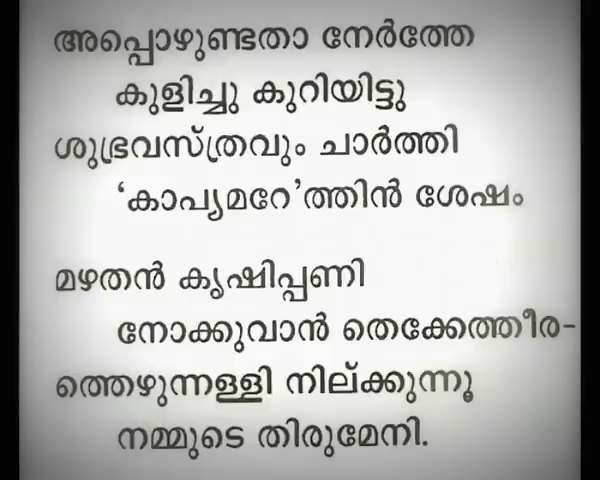 അപ്പൊഴുണ്ടതാ നേർത്തേ
കുളിച്ചു കുറിയിട്ടു
ശുഭ്രവസ്ത്രവും ചാർത്തി
‘കാപ്യമറേ’ത്തിൻ ശേഷം
മഴതൻ കൃഷിപ്പണി
നോക്കുവാൻ തെക്കേത്തീര-
ത്തെഴുന്നള്ളി നില്ക്കുന്നൂ
നമ്മുടെ തിരുമേനി.